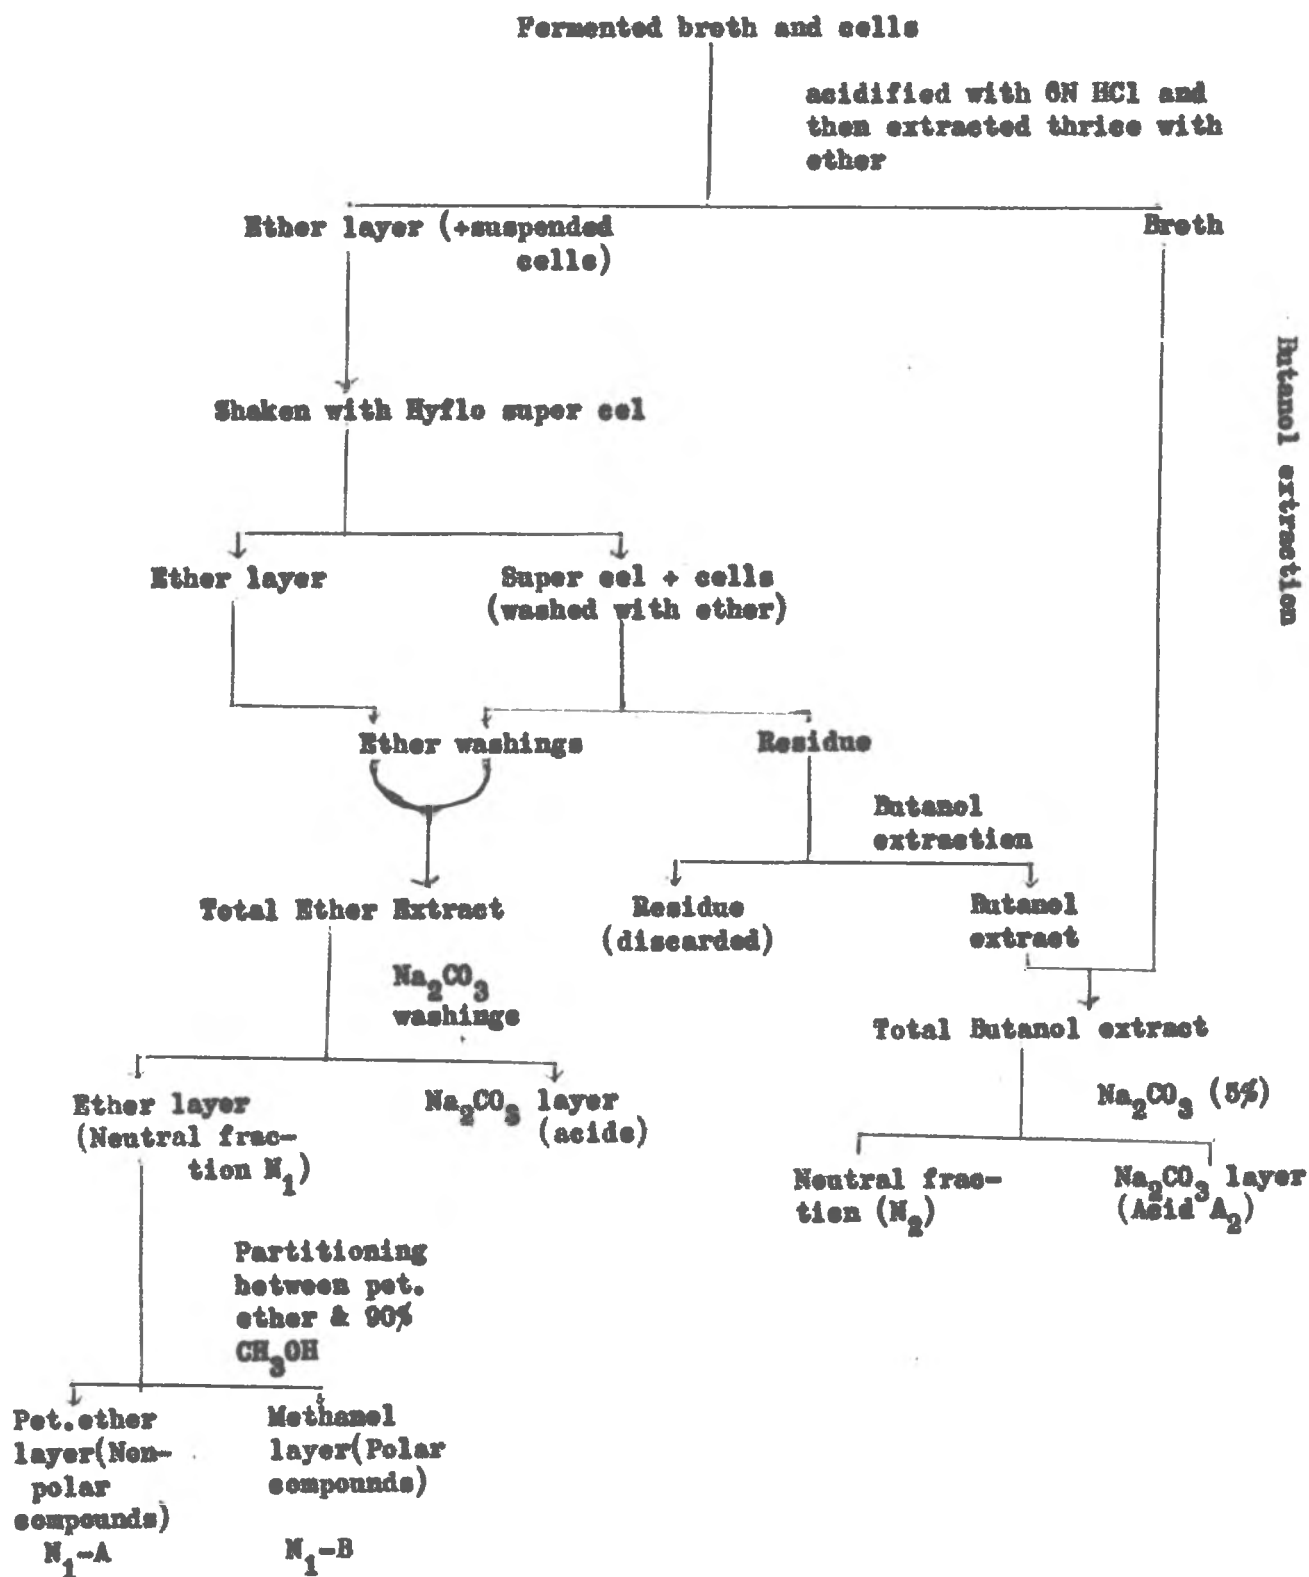 Fermented broth and cells
acidified with 6N HCl and
then extracted thrice with
ether
Ether layer (+suspended
cells)
Broth
Butanol extraction
Shaken with Hyflo super cel
Ether layer
Super cel + cells
(washed with ether)
Ether washings
Residue
Butanol
extraction
Total Ether Extract
Residue
(discarded)
Butanol
extract
Na₂CO₃
washings
Total Butanol extract
Ether layer
(Neutral frac-
tion N₁)
Na₂CO₃ layer
(acids)
Na₂CO₃ (5%)
Neutral frac-
tion (N₂)
Na₂CO₃ layer
(Acid A₂)
Partitioning
between pet.
ether & 90%
CH₃OH
Pet.ether
layer(Non-
polar
compounds)
N₁-A
Methanol
layer(Polar
compounds)
N₁-B